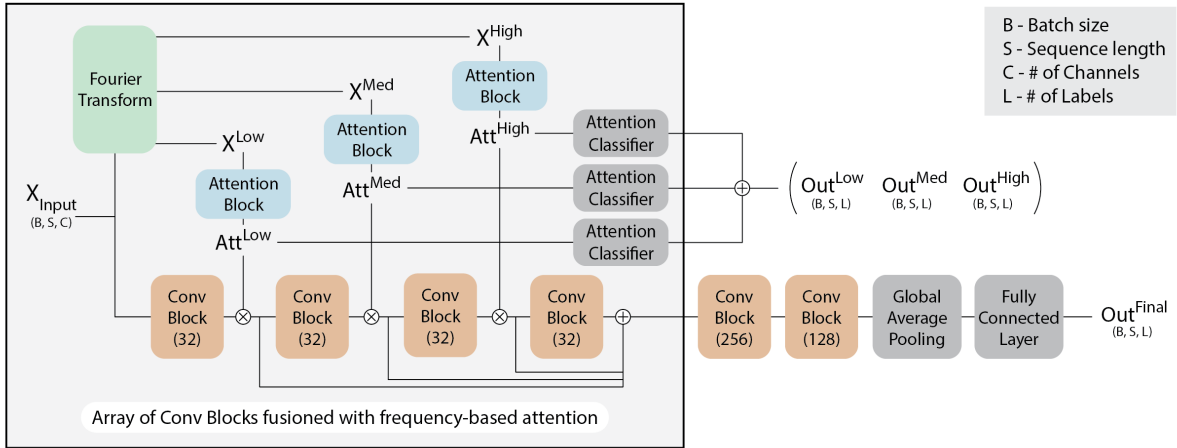 Fourier
Transform
X^High
Attention
Block
X^Med
Attention
Block
X^Low
Attention
Block
Att^High
Att^Med
Att^Low
X_Input
(B, S, C)
Attention
Classifier
Attention
Classifier
Attention
Classifier
B - Batch size
S - Sequence length
C - # of Channels
L - # of Labels
Out^Low Out^Med Out^High
(B, S, L) (B, S, L) (B, S, L)
Conv
Block
(32)
Conv
Block
(32)
Conv
Block
(32)
Conv
Block
(32)
Conv
Block
(256)
Conv
Block
(128)
Global
Average
Pooling
Fully
Connected
Layer
Out^Final
(B, S, L)
Array of Conv Blocks fusioned with frequency-based attention